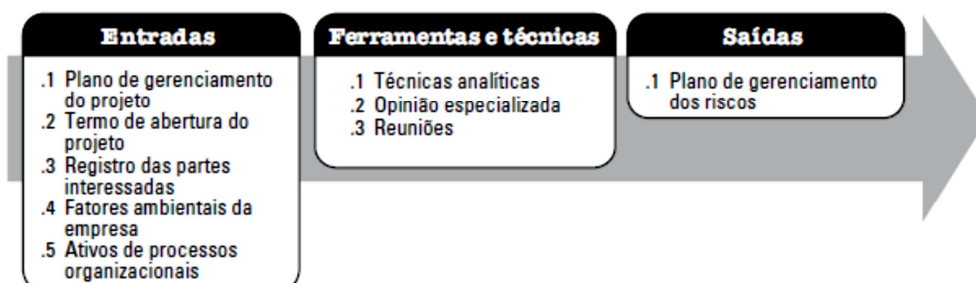 Entradas
.1 Plano de gerenciamento
do projeto
.2 Termo de abertura do
projeto
.3 Registro das partes
interessadas
.4 Fatores ambientais da
empresa
.5 Ativos de processos
organizacionais
Ferramentas e técnicas
.1 Técnicas analíticas
.2 Opinião especializada
.3 Reuniões
Saídas
.1 Plano de gerenciamento
dos riscos